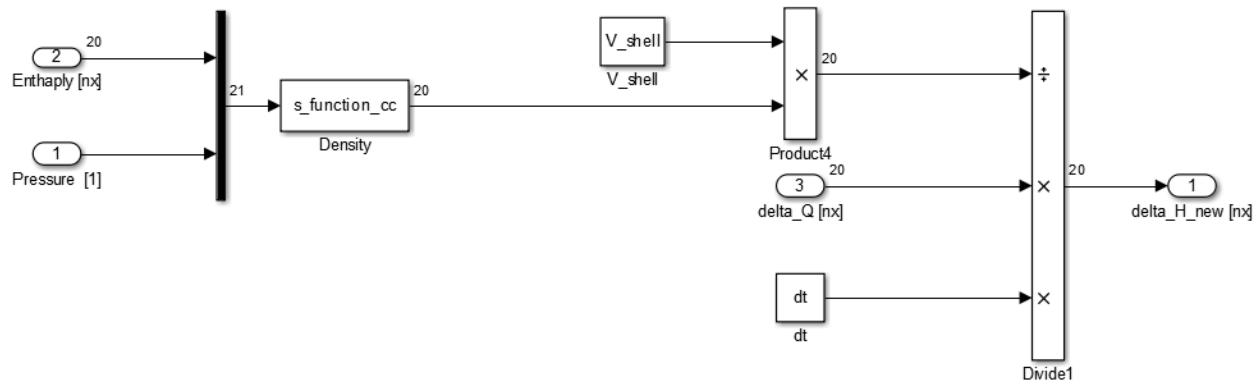 20
2
Enthaply [nx]
1
Pressure [1]
21
s_function_cc
Density
20
V_shell
V_shell
×
Product4
20
20
3
delta_Q [nx]
dt
dt
÷
×
×
Divide1
20
1
delta_H_new [nx]